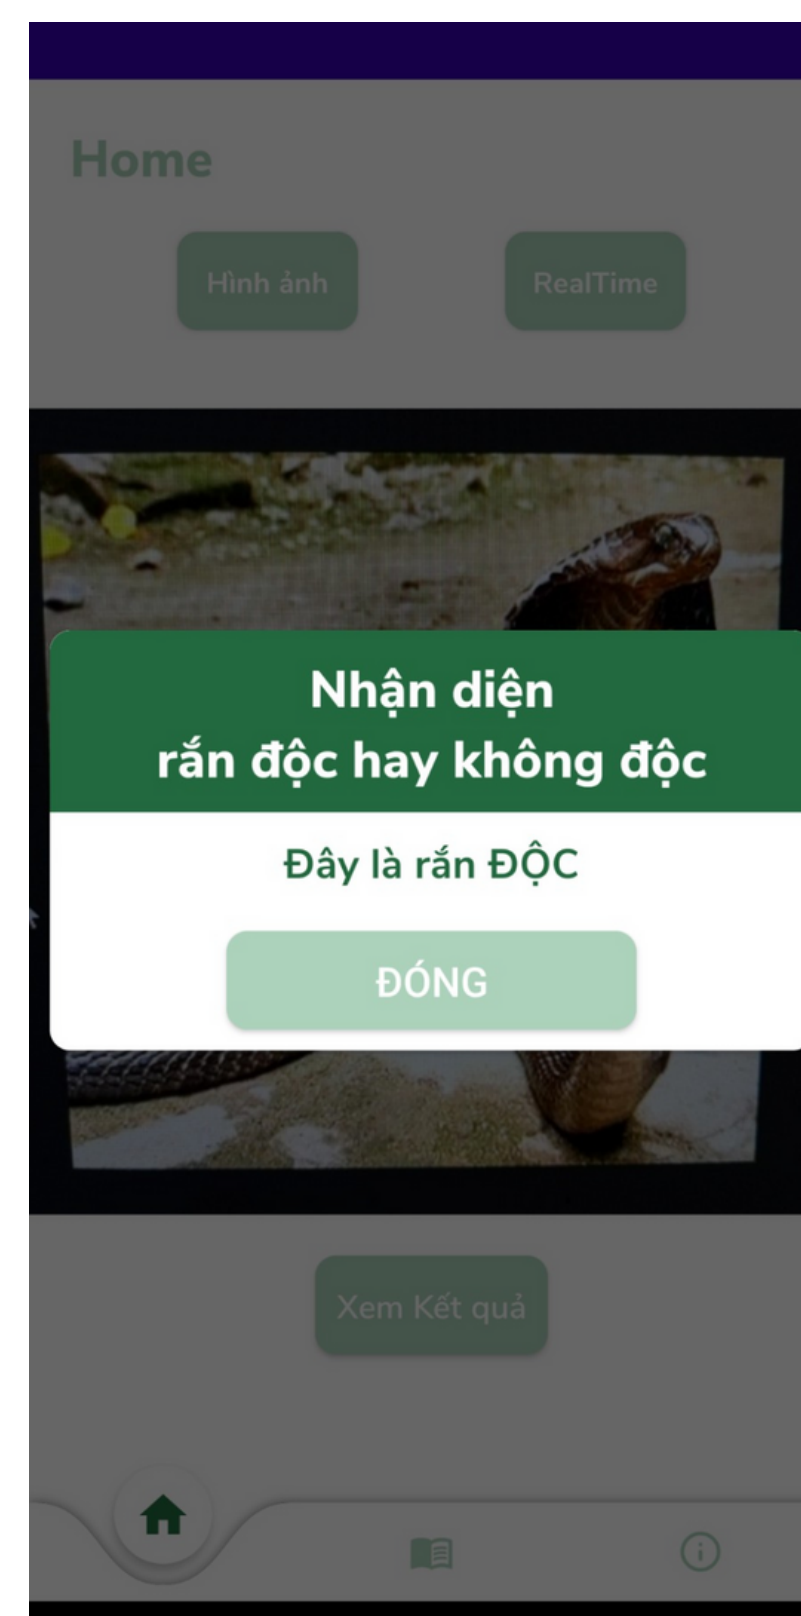 Home
Hình ảnh
RealTime
Nhận diện
rắn độc hay không độc
Đây là rắn ĐỘC
ĐÓNG
Xem Kết quả